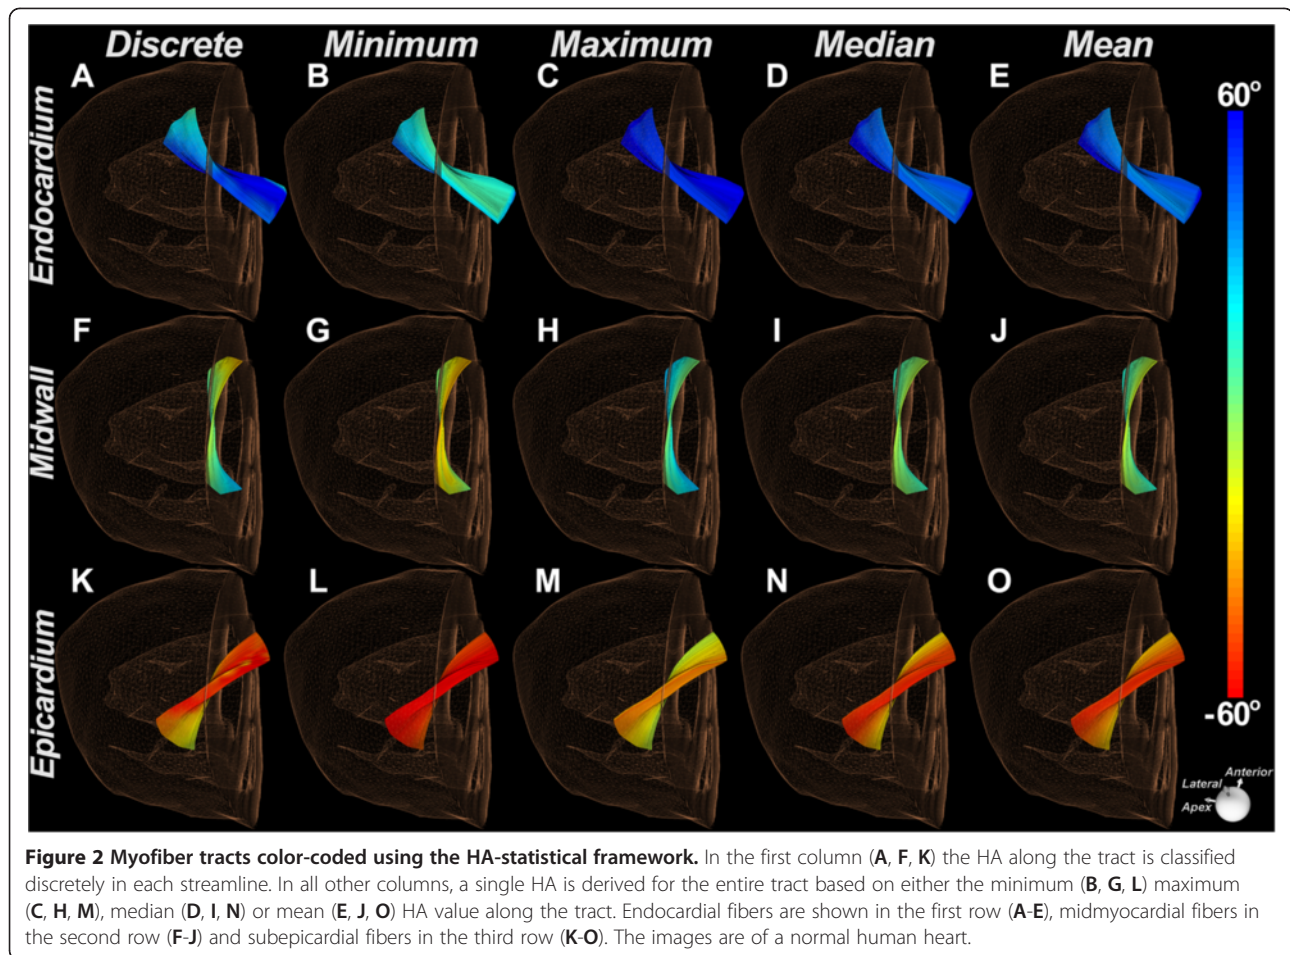 Discrete Minimum Maximum Median Mean
A B C D E
60°
Endocardium
F G H I J
Midwall
K L M N O
Epicardium
-60°
Anterior
Lateral
Apex
Figure 2 Myofiber tracts color-coded using the HA-statistical framework. In the first column (A, F, K) the HA along the tract is classified
discretely in each streamline. In all other columns, a single HA is derived for the entire tract based on either the minimum (B, G, L) maximum
(C, H, M), median (D, I, N) or mean (E, J, O) HA value along the tract. Endocardial fibers are shown in the first row (A-E), midmyocardial fibers in
the second row (F-J) and subepicardial fibers in the third row (K-O). The images are of a normal human heart.